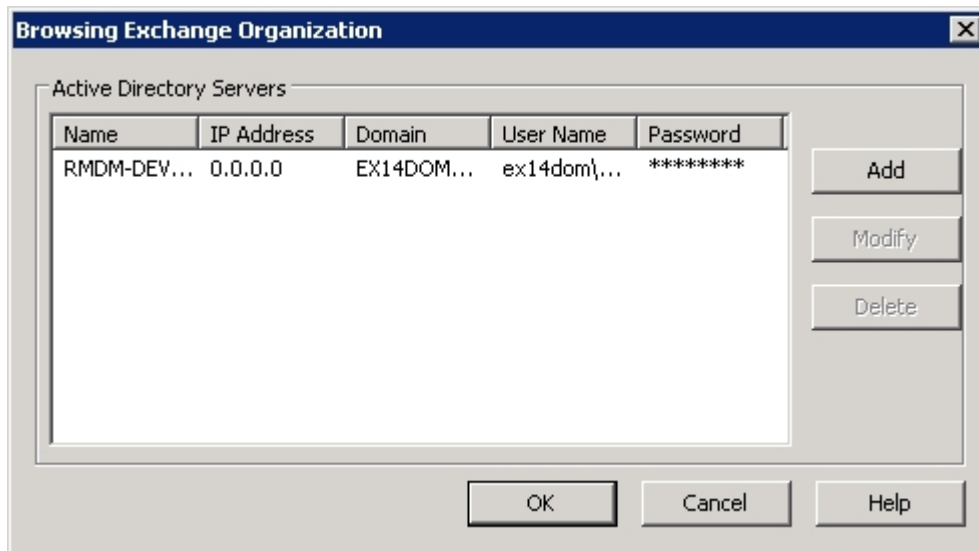 Browsing Exchange Organization
Active Directory Servers
Name IP Address Domain User Name Password
RMDM-DEV... 0.0.0.0 EX14DOM... ex14dom\... ********
Add
Modify
Delete
OK Cancel Help